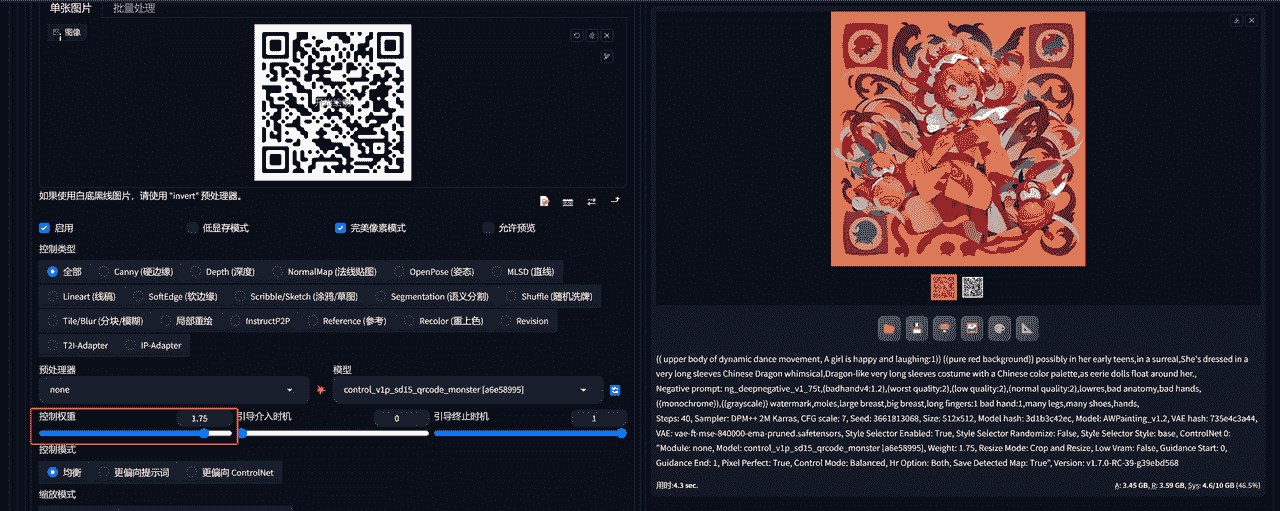 单张图片 批量处理
图像
如果使用白底黑线图片，请使用 "invert" 预处理器。
启用 低显存模式 完美像素模式 允许预览
控制类型
全部 Canny (硬边缘) Depth (深度) NormalMap (法线贴图) OpenPose (姿态) MLSD (直线)
Lineart (线稿) SoftEdge (软边缘) Scribble/Sketch (涂鸦/草图) Segmentation (语义分割) Shuffle (随机洗牌)
Tile/Blur (分块/模糊) 局部重绘 InstructP2P Reference (参考) Recolor (重上色) Revision
T2I-Adapter IP-Adapter
预处理器 模型
none control_v1p_sd15_qrcode_monster [a6e58995]
控制权重 1.75 引导介入时机 0 引导终止时机 1
控制模式
均衡 更偏向提示词 更偏向 ControlNet
缩放模式
(( upper body of dynamic dance movement, A girl is happy and laughing:1)) ((pure red background)) possibly in her early teens,in a surreal,She's dressed in a
very long sleeves Chinese Dragon whimsical,Dragon-like very long sleeves costume with a Chinese color palette,as eerie dolls float around her.,
Negative prompt: ng_deepnegative_v1_75t,(badhandv4:1.2),(worst quality:2),(low quality:2),(normal quality:2),lowres,bad anatomy,bad hands,
((monochrome)),((grayscale)) watermark,moles,large breast,big breast,long fingers:1 bad hand:1,many legs,many shoes,hands,
Steps: 40, Sampler: DPM++ 2M Karras, CFG scale: 7, Seed: 3661813068, Size: 512x512, Model hash: 3d1b3c42ec, Model: AWPainting_v1.2, VAE hash: 735e4c3a44,
VAE: vae-ft-mse-840000-ema-pruned.safetensors, Style Selector Enabled: True, Style Selector Randomize: False, Style Selector Style: base, ControlNet 0:
"Module: none, Model: control_v1p_sd15_qrcode_monster [a6e58995], Weight: 1.75, Resize Mode: Crop and Resize, Low Vram: False, Guidance Start: 0,
Guidance End: 1, Pixel Perfect: True, Control Mode: Balanced, Hr Option: Both, Save Detected Map: True", Version: v1.7.0-RC-39-g39ebd568
用时:4.3 sec. A: 3.45 GB, R: 3.59 GB, Sys: 4.6/10 GB (46.5%)